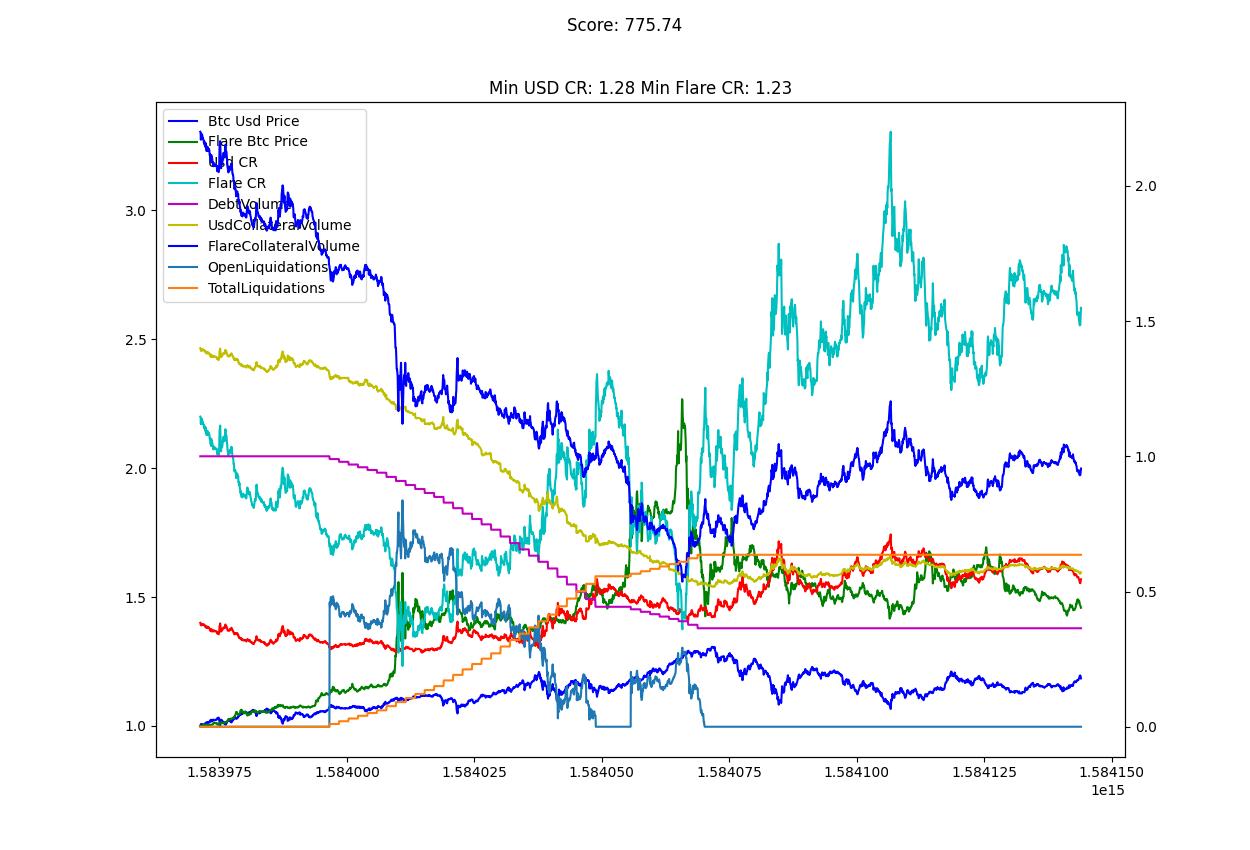 Score: 775.74
Min USD CR: 1.28 Min Flare CR: 1.23
Btc Usd Price
Flare Btc Price
Usd CR
Flare CR
DebtVolume
UsdCollateralVolume
FlareCollateralVolume
OpenLiquidations
TotalLiquidations
3.0
2.5
2.0
1.5
1.0
2.0
1.5
1.0
0.5
0.0
1.583975
1.584000
1.584025
1.584050
1.584075
1.584100
1.584125
1.584150
1e15